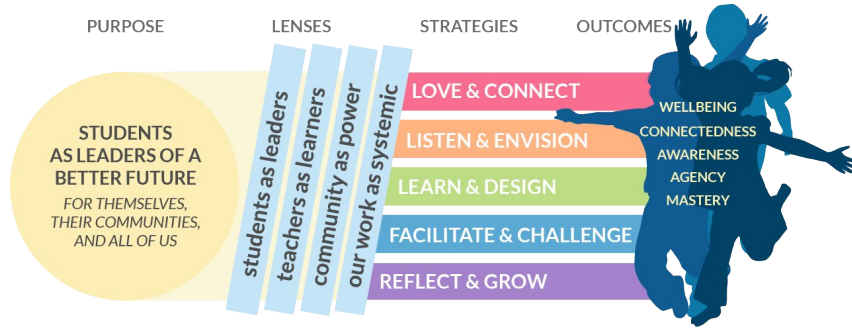 PURPOSE
LENSES
STRATEGIES
OUTCOMES
STUDENTS
AS LEADERS OF A
BETTER FUTURE
FOR THEMSELVES,
THEIR COMMUNITIES,
AND ALL OF US
students as leaders
teachers as learners
community as power
our work as systemic
LOVE & CONNECT
LISTEN & ENVISION
LEARN & DESIGN
FACILITATE & CHALLENGE
REFLECT & GROW
WELLBEING
CONNECTEDNESS
AWARENESS
AGENCY
MASTERY